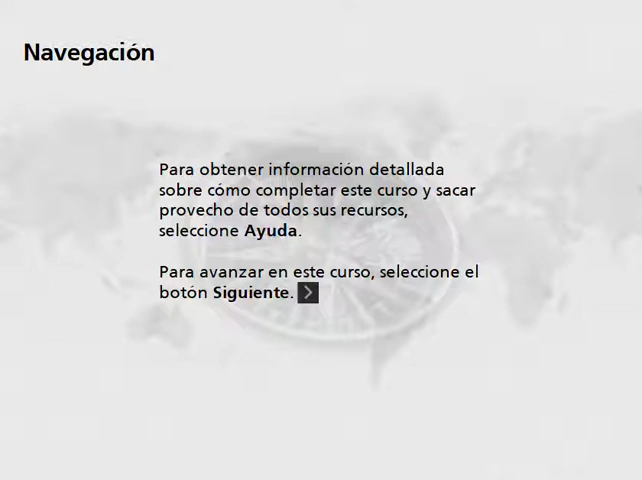 Navegación
Para obtener información detallada
sobre cómo completar este curso y sacar
provecho de todos sus recursos,
seleccione Ayuda.
Para avanzar en este curso, seleccione el
botón Siguiente.